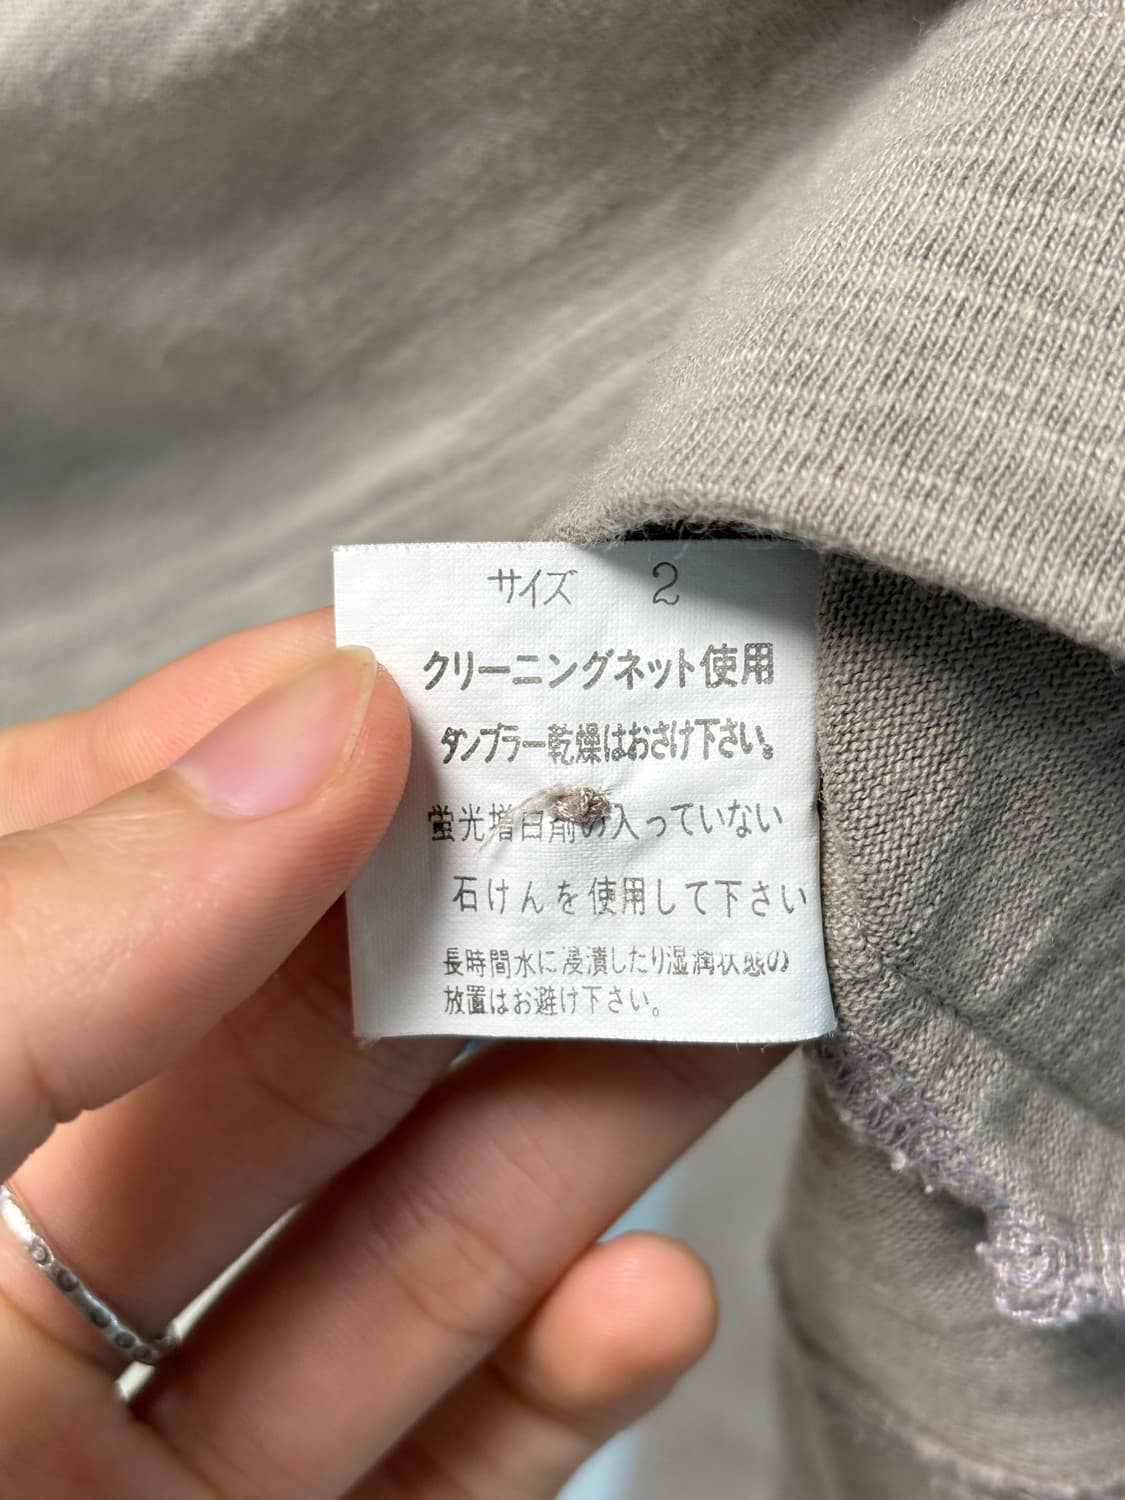 サイズ 2
クリーニングネット使用
タンブラー乾燥はおさけ下さい。
蛍光増白剤の入っていない
石けんを使用して下さい
長時間水に浸漬したり湿潤状態の
放置はお避け下さい。